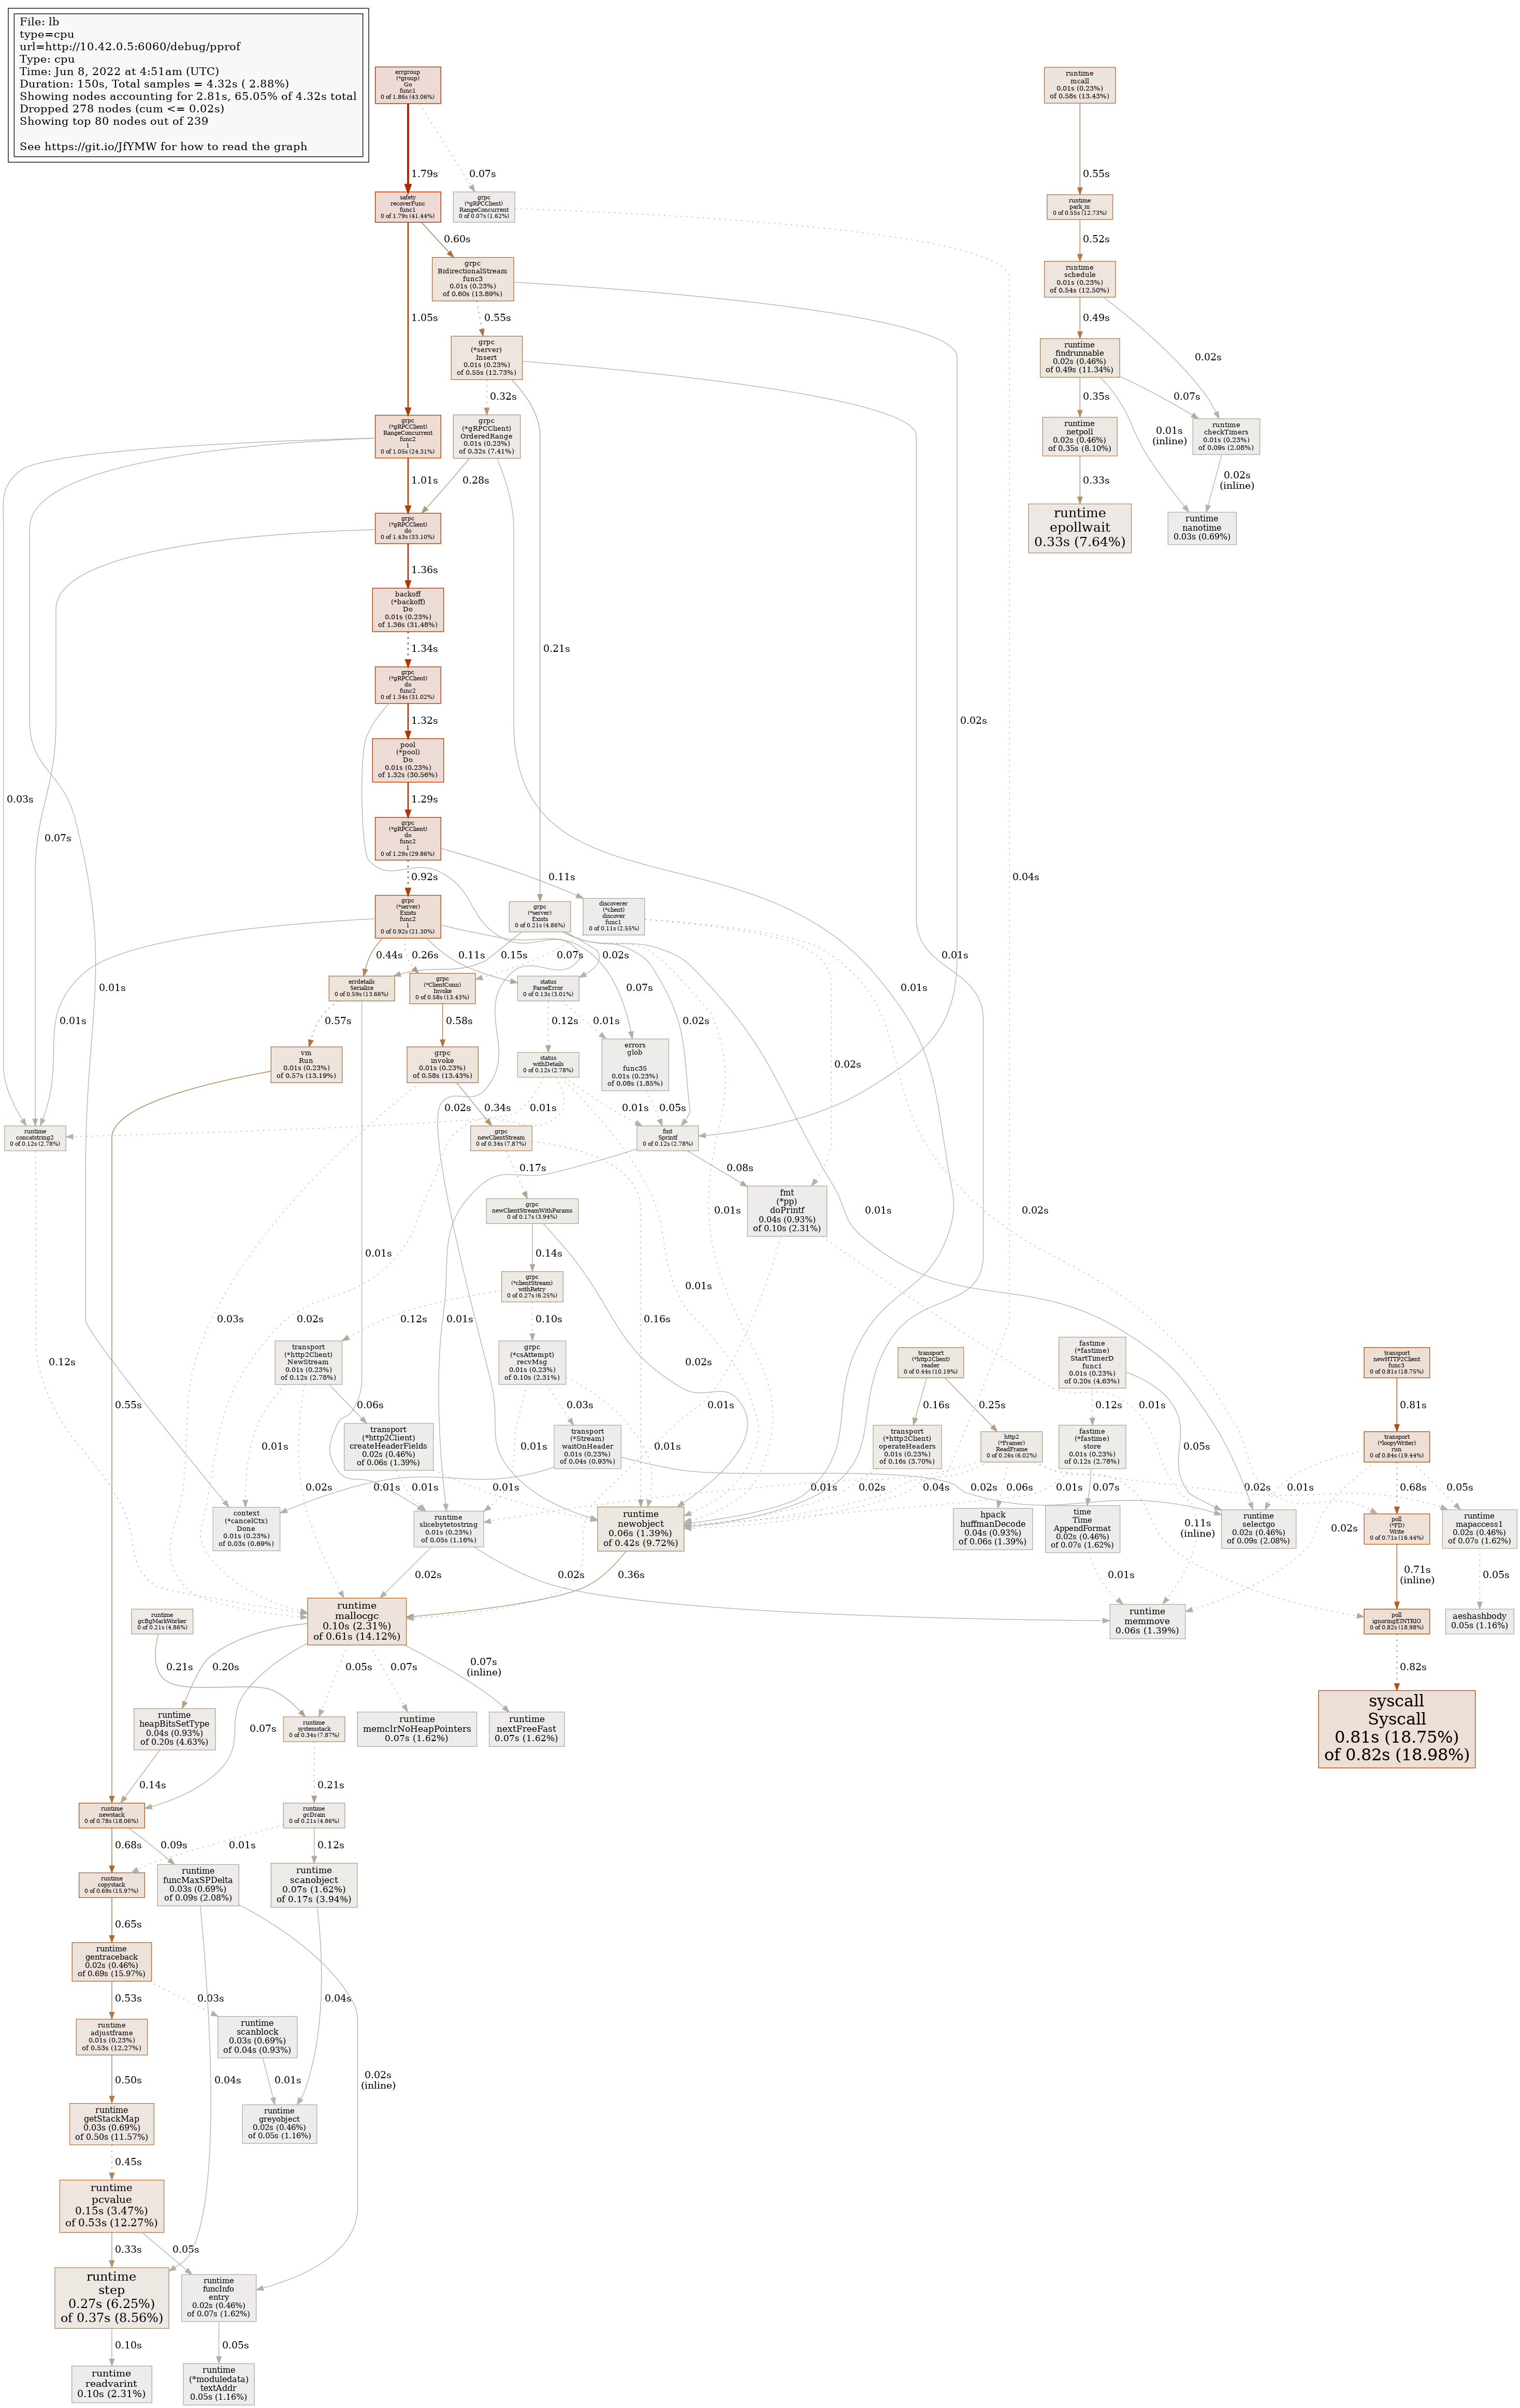 File: lb
type=cpu
url=http://10.42.0.5:6060/debug/pprof
Type: cpu
Time: Jun 8, 2022 at 4:51am (UTC)
Duration: 150s, Total samples = 4.32s ( 2.88%)
Showing nodes accounting for 2.81s, 65.05% of 4.32s total
Dropped 278 nodes (cum <= 0.02s)
Showing top 80 nodes out of 239
See https://git.io/JfYMW for how to read the graph
errgroup
(*group)
Go
func1
0 of 1.86s (43.06%)
runtime
mcall
0.01s (0.23%)
of 0.58s (13.43%)
1.79s
0.07s
0.55s
safety
recoverFunc
func1
0 of 1.79s (41.44%)
grpc
(*gRPCClient)
RangeConcurrent
0 of 0.07s (1.62%)
runtime
park_m
0 of 0.55s (12.73%)
0.60s
0.52s
grpc
BidirectionalStream
func3
0.01s (0.23%)
of 0.60s (13.89%)
runtime
schedule
0.01s (0.23%)
of 0.54s (12.50%)
1.05s
0.55s
0.49s
0.02s
grpc
(*server)
Insert
0.01s (0.23%)
of 0.55s (12.73%)
runtime
findrunnable
0.02s (0.46%)
of 0.49s (11.34%)
0.32s
0.35s
0.07s
0.01s
(inline)
grpc
(*gRPCClient)
RangeConcurrent
func2
1
0 of 1.05s (24.31%)
grpc
(*gRPCClient)
OrderedRange
0.01s (0.23%)
of 0.32s (7.41%)
runtime
netpoll
0.02s (0.46%)
of 0.35s (8.10%)
runtime
checkTimers
0.01s (0.23%)
of 0.09s (2.08%)
1.01s
0.28s
0.33s
0.02s
(inline)
grpc
(*gRPCClient)
do
0 of 1.43s (33.10%)
runtime
epollwait
0.33s (7.64%)
runtime
nanotime
0.03s (0.69%)
1.36s
backoff
(*backoff)
Do
0.01s (0.23%)
of 1.36s (31.48%)
1.34s
0.21s
grpc
(*gRPCClient)
do
func2
0 of 1.34s (31.02%)
1.32s
0.02s
pool
(*pool)
Do
0.01s (0.23%)
of 1.32s (30.56%)
0.03s
1.29s
0.07s
grpc
(*gRPCClient)
do
func2
1
0 of 1.29s (29.86%)
0.92s
0.11s
0.04s
grpc
(*server)
Exists
func2
1
0 of 0.92s (21.30%)
grpc
(*server)
Exists
0 of 0.21s (4.86%)
discoverer
(*client)
discover
func1
0 of 0.11s (2.55%)
0.44s
0.26s
0.11s
0.15s
0.07s
0.02s
0.01s
0.01s
0.07s
0.01s
errdetails
Serialize
0 of 0.59s (13.66%)
grpc
(*ClientConn)
Invoke
0 of 0.58s (13.43%)
status
ParseError
0 of 0.13s (3.01%)
0.01s
0.57s
0.58s
0.12s
0.01s
0.02s
vm
Run
0.01s (0.23%)
of 0.57s (13.19%)
grpc
invoke
0.01s (0.23%)
of 0.58s (13.43%)
status
withDetails
0 of 0.12s (2.78%)
errors
glob
func35
0.01s (0.23%)
of 0.08s (1.85%)
0.02s
0.02s
0.34s
0.01s
0.01s
0.05s
runtime
concatstring2
0 of 0.12s (2.78%)
grpc
newClientStream
0 of 0.34s (7.87%)
fmt
Sprintf
0 of 0.12s (2.78%)
0.17s
0.08s
grpc
newClientStreamWithParams
0 of 0.17s (3.94%)
fmt
(*pp)
doPrintf
0.04s (0.93%)
of 0.10s (2.31%)
0.01s
0.01s
0.02s
0.01s
0.14s
grpc
(*clientStream)
withRetry
0 of 0.27s (6.25%)
0.01s
0.03s
0.02s
0.12s
0.01s
0.10s
0.16s
0.12s
0.02s
transport
(*http2Client)
NewStream
0.01s (0.23%)
of 0.12s (2.78%)
grpc
(*csAttempt)
recvMsg
0.01s (0.23%)
of 0.10s (2.31%)
transport
(*http2Client)
reader
0 of 0.44s (10.19%)
fastime
(*fastime)
StartTimerD
func1
0.01s (0.23%)
of 0.20s (4.63%)
transport
newHTTP2Client
func3
0 of 0.81s (18.75%)
0.55s
0.06s
0.03s
0.01s
0.16s
0.25s
0.12s
0.01s
0.81s
transport
(*http2Client)
createHeaderFields
0.02s (0.46%)
of 0.06s (1.39%)
transport
(*Stream)
waitOnHeader
0.01s (0.23%)
of 0.04s (0.93%)
transport
(*http2Client)
operateHeaders
0.01s (0.23%)
of 0.16s (3.70%)
http2
(*Framer)
ReadFrame
0 of 0.26s (6.02%)
fastime
(*fastime)
store
0.01s (0.23%)
of 0.12s (2.78%)
transport
(*loopyWriter)
run
0 of 0.84s (19.44%)
0.01s
0.01s
0.01s
0.05s
0.02s
0.01s
0.01s
0.01s
0.01s
0.02s
0.04s
0.02s
0.06s
0.01s
0.07s
0.02s
0.01s
0.68s
0.02s
0.05s
context
(*cancelCtx)
Done
0.01s (0.23%)
of 0.03s (0.69%)
runtime
slicebytetostring
0.01s (0.23%)
of 0.05s (1.16%)
runtime
newobject
0.06s (1.39%)
of 0.42s (9.72%)
hpack
huffmanDecode
0.04s (0.93%)
of 0.06s (1.39%)
time
Time
AppendFormat
0.02s (0.46%)
of 0.07s (1.62%)
0.11s
(inline)
runtime
selectgo
0.02s (0.46%)
of 0.09s (2.08%)
0.02s
poll
(*FD)
Write
0 of 0.71s (16.44%)
runtime
mapaccess1
0.02s (0.46%)
of 0.07s (1.62%)
0.02s
0.02s
0.36s
0.01s
0.71s
(inline)
0.05s
runtime
gcBgMarkWorker
0 of 0.21s (4.86%)
runtime
mallocgc
0.10s (2.31%)
of 0.61s (14.12%)
runtime
memmove
0.06s (1.39%)
poll
ignoringEINTRIO
0 of 0.82s (18.98%)
aeshashbody
0.05s (1.16%)
0.21s
0.20s
0.05s
0.07s
0.07s
(inline)
0.82s
runtime
heapBitsSetType
0.04s (0.93%)
of 0.20s (4.63%)
0.07s
runtime
systemstack
0 of 0.34s (7.87%)
runtime
memclrNoHeapPointers
0.07s (1.62%)
runtime
nextFreeFast
0.07s (1.62%)
syscall
Syscall
0.81s (18.75%)
of 0.82s (18.98%)
0.14s
0.21s
runtime
newstack
0 of 0.78s (18.06%)
runtime
gcDrain
0 of 0.21s (4.86%)
0.68s
0.09s
0.01s
0.12s
runtime
copystack
0 of 0.69s (15.97%)
runtime
funcMaxSPDelta
0.03s (0.69%)
of 0.09s (2.08%)
runtime
scanobject
0.07s (1.62%)
of 0.17s (3.94%)
0.65s
runtime
gentraceback
0.02s (0.46%)
of 0.69s (15.97%)
0.53s
0.03s
0.04s
runtime
adjustframe
0.01s (0.23%)
of 0.53s (12.27%)
runtime
scanblock
0.03s (0.69%)
of 0.04s (0.93%)
0.50s
0.04s
0.01s
0.02s
(inline)
runtime
getStackMap
0.03s (0.69%)
of 0.50s (11.57%)
runtime
greyobject
0.02s (0.46%)
of 0.05s (1.16%)
0.45s
runtime
pcvalue
0.15s (3.47%)
of 0.53s (12.27%)
0.33s
0.05s
runtime
step
0.27s (6.25%)
of 0.37s (8.56%)
runtime
funcInfo
entry
0.02s (0.46%)
of 0.07s (1.62%)
0.10s
0.05s
runtime
readvarint
0.10s (2.31%)
runtime
(*moduledata)
textAddr
0.05s (1.16%)